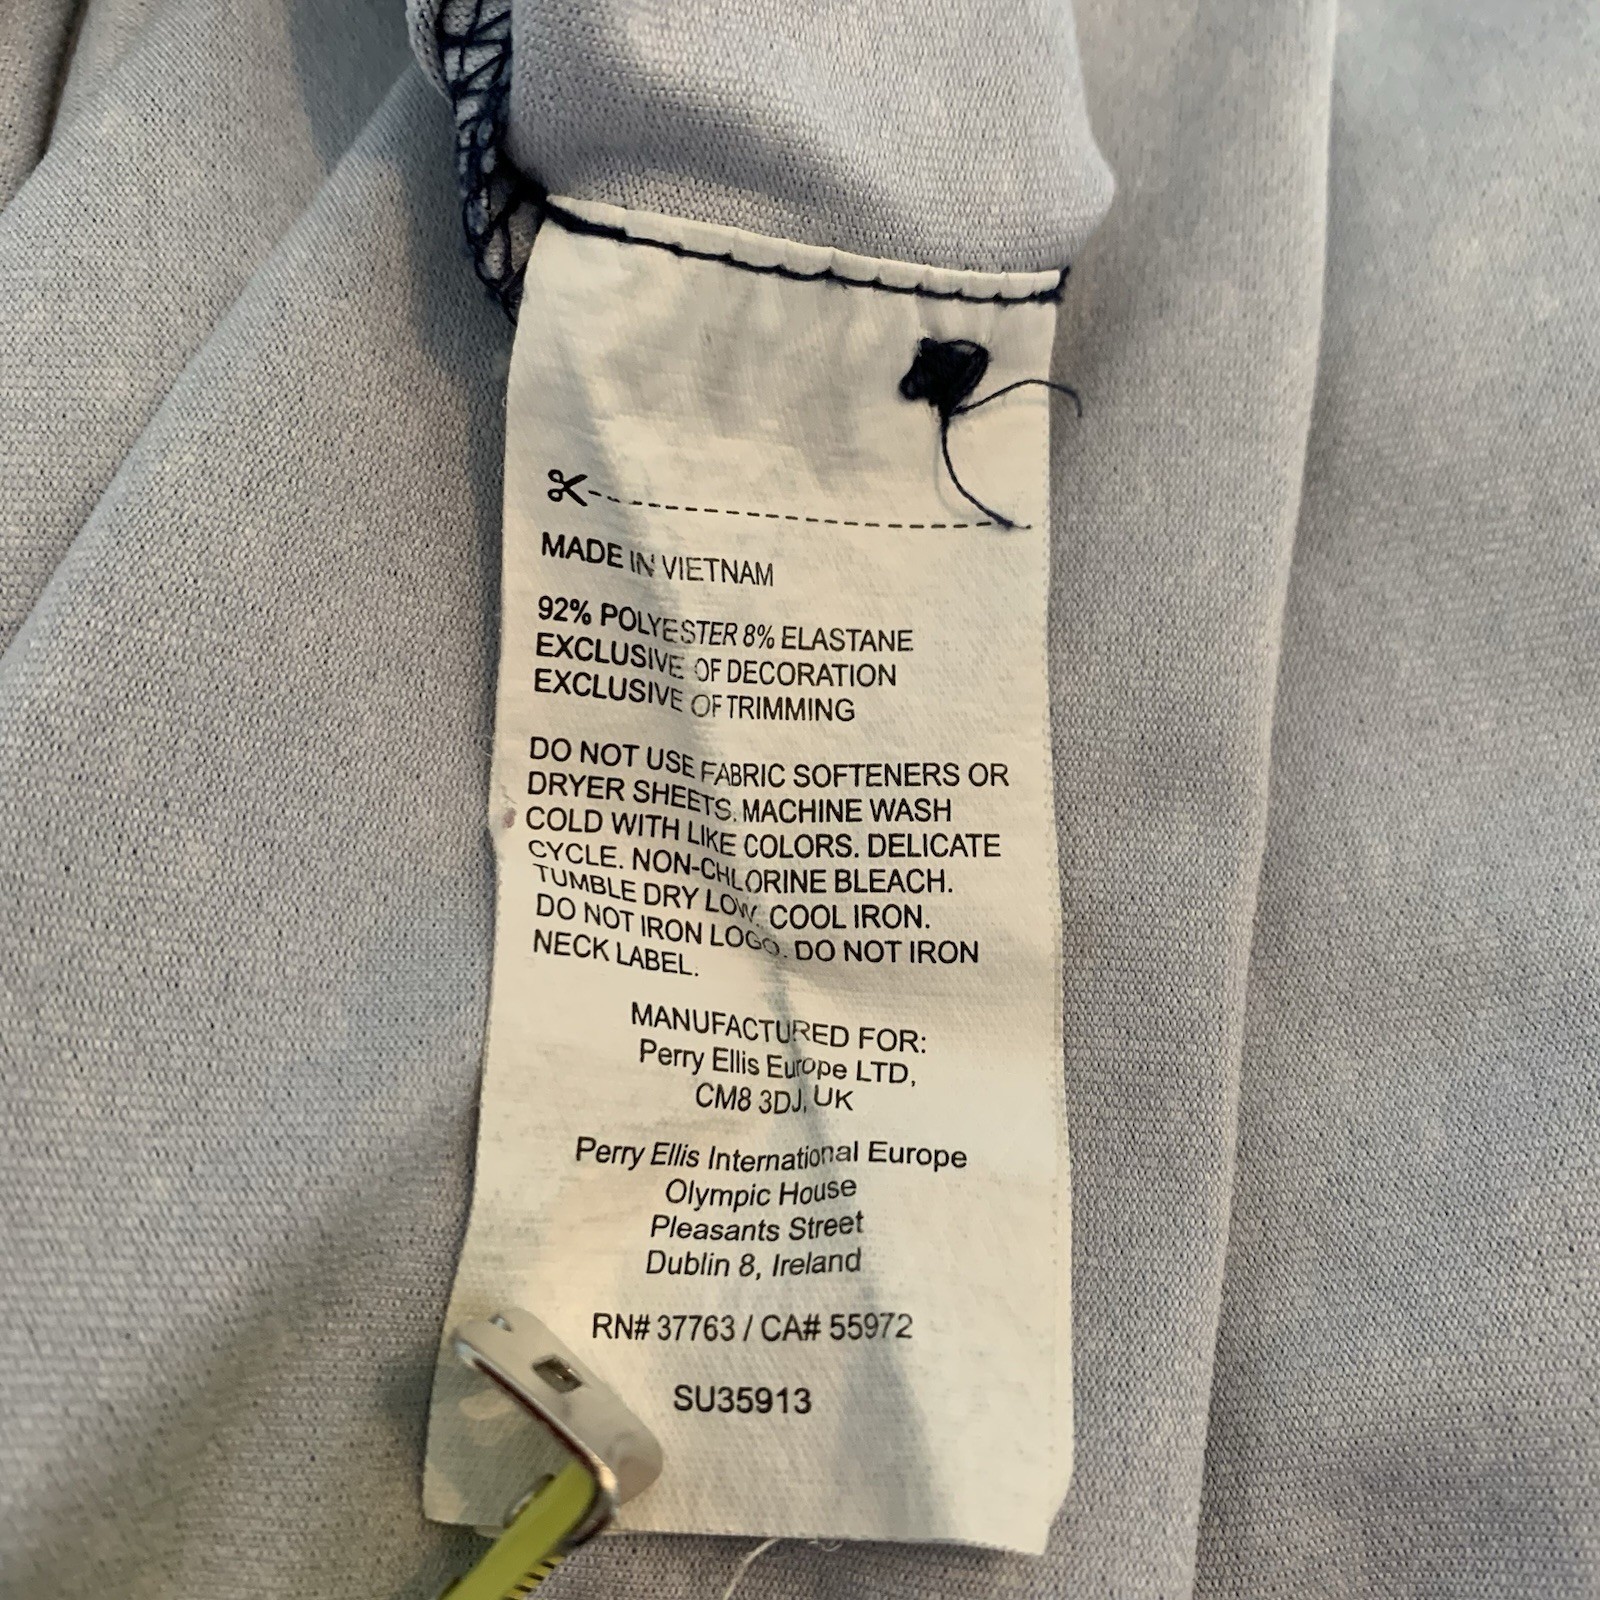 MADE IN VIETNAM
92% POLYESTER 8% ELASTANE
EXCLUSIVE OF DECORATION
EXCLUSIVE OF TRIMMING
DO NOT USE FABRIC SOFTENERS OR
DRYER SHEETS. MACHINE WASH
COLD WITH LIKE COLORS. DELICATE
CYCLE. NON-CHLORINE BLEACH.
TUMBLE DRY LOW. COOL IRON.
DO NOT IRON LOGO. DO NOT IRON
NECK LABEL.
MANUFACTURED FOR:
Perry Ellis Europe LTD,
CM8 3DJ, UK
Perry Ellis International Europe
Olympic House
Pleasants Street
Dublin 8, Ireland
RN# 37763 / CA# 55972
SU35913